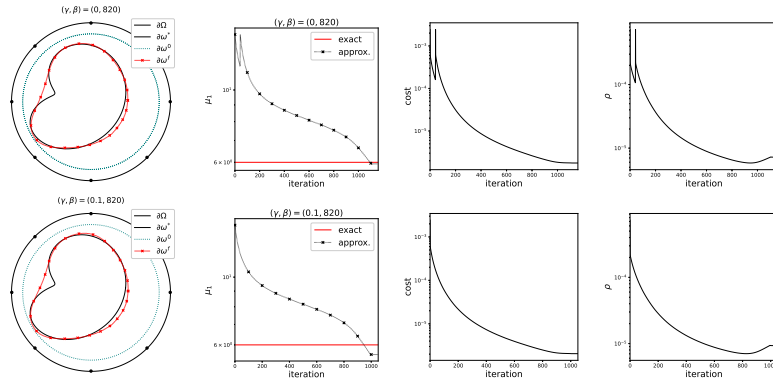 (γ, β) = (0, 820)
∂Ω
∂ω*
∂ω⁰
∂ωᶠ
(γ, β) = (0, 820)
exact
approx.
μ₁
10¹
6 × 10⁰
0 200 400 600 800 1000
iteration
cost
10⁻³
10⁻⁴
10⁻⁵
0 200 400 600 800 1000
iteration
ρ
10⁻⁴
10⁻⁵
0 200 400 600 800 1000
iteration
(γ, β) = (0.1, 820)
∂Ω
∂ω*
∂ω⁰
∂ωᶠ
(γ, β) = (0.1, 820)
exact
approx.
μ₁
10¹
6 × 10⁰
0 200 400 600 800 1000
iteration
cost
10⁻³
10⁻⁴
10⁻⁵
0 200 400 600 800 1000
iteration
ρ
10⁻⁴
10⁻⁵
0 200 400 600 800 1000
iteration